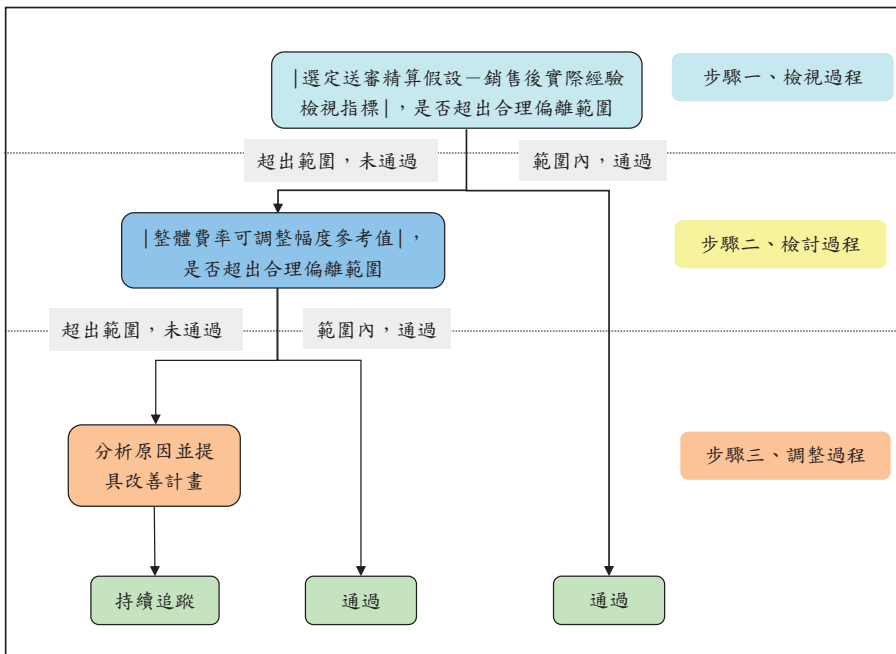 |選定送審精算假設－銷售後實際經驗
檢視指標|，是否超出合理偏離範圍
步驟一、檢視過程
超出範圍，未通過
範圍內，通過
|整體費率可調整幅度參考值|，
是否超出合理偏離範圍
步驟二、檢討過程
超出範圍，未通過
範圍內，通過
分析原因並提
具改善計畫
步驟三、調整過程
持續追蹤
通過
通過